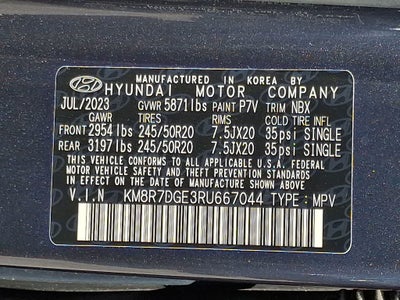 MANUFACTURED IN KOREA BY
HYUNDAI MOTOR COMPANY
JUL/2023 GVWR 5871lbs PAINT P7V TRIM NBX
GAWR TIRES RIMS COLD TIRE INFL
FRONT 2954lbs 245/50R20 7.5JX20 35psi SINGLE
REAR 3197lbs 245/50R20 7.5JX20 35psi SINGLE
THIS VEHICLE CONFORMS TO ALL APPLICABLE U.S.A. FEDERAL
MOTOR VEHICLE SAFETY AND THEFT PREVENTION STANDARDS
IN EFFECT ON THE DATE OF MANUFACTURE SHOWN ABOVE.
V.I.N KM8R7DGE3RU667044 TYPE: MPV